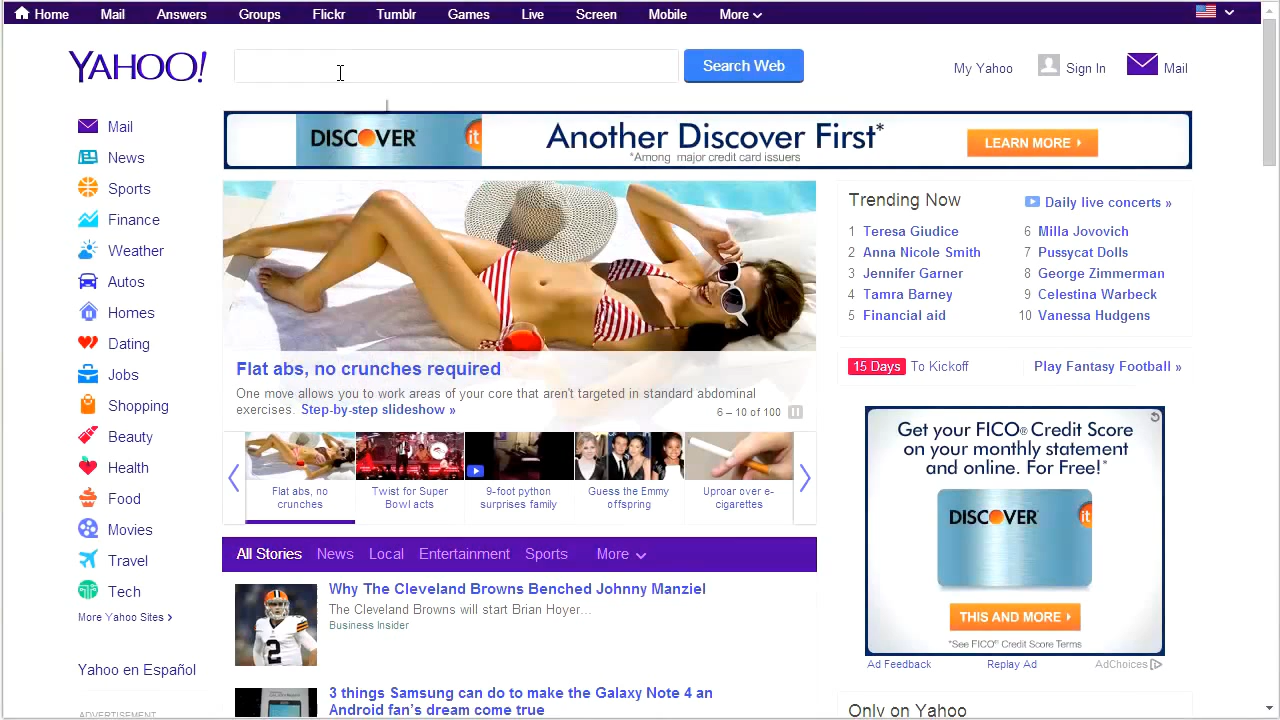 Home Mail Answers Groups Flickr Tumblr Games Live Screen Mobile More
YAHOO!
Search Web
My Yahoo Sign In Mail
Mail
News
Sports
Finance
Weather
Autos
Homes
Dating
Jobs
Shopping
Beauty
Health
Food
Movies
Travel
Tech
More Yahoo Sites
Yahoo en Español
ADVERTISEMENT
DISCOVER it
Another Discover First*
*Among major credit card issuers
LEARN MORE
Flat abs, no crunches required
One move allows you to work areas of your core that aren't targeted in standard abdominal
exercises. Step-by-step slideshow »
6 – 10 of 100
Flat abs, no
crunches
Twist for Super
Bowl acts
9-foot python
surprises family
Guess the Emmy
offspring
Uproar over e-
cigarettes
All Stories News Local Entertainment Sports More
Why The Cleveland Browns Benched Johnny Manziel
The Cleveland Browns will start Brian Hoyer...
Business Insider
2
3 things Samsung can do to make the Galaxy Note 4 an
Android fan's dream come true
Trending Now
Daily live concerts »
1 Teresa Giudice
2 Anna Nicole Smith
3 Jennifer Garner
4 Tamra Barney
5 Financial aid
6 Milla Jovovich
7 Pussycat Dolls
8 George Zimmerman
9 Celestina Warbeck
10 Vanessa Hudgens
15 Days To Kickoff
Play Fantasy Football »
Get your FICO® Credit Score
on your monthly statement
and online. For Free!*
DISCOVER it
THIS AND MORE
*See FICO® Credit Score Terms
Ad Feedback Replay Ad AdChoices
Only on Yahoo